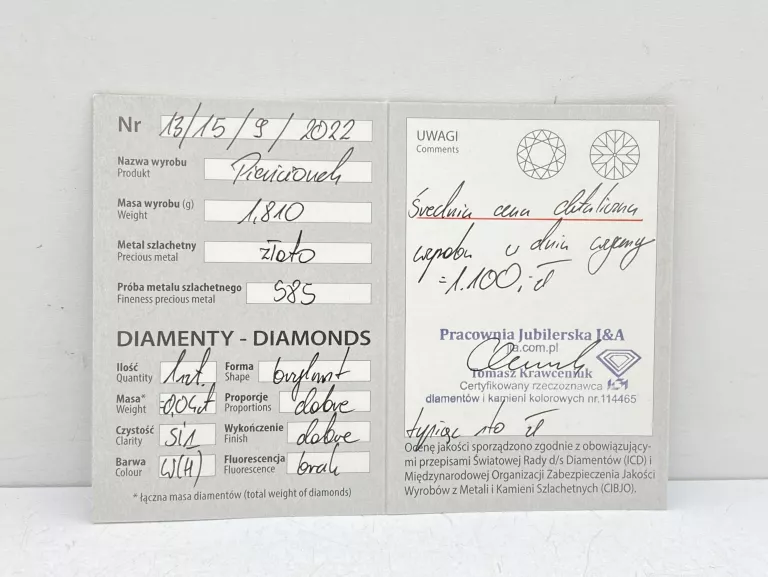 Nr 13/15/9/2022
Nazwa wyrobu Pierścionek
Produkt
Masa wyrobu (g) 1,810
Weight
Metal szlachetny złoto
Precious metal
Próba metalu szlachetnego 585
Fineness precious metal
DIAMENTY - DIAMONDS
Ilość 1szt. Forma brylant
Quantity Shape
Masa* -0,04ct Proporcje dobre
Weight Proportions
Czystość Si1 Wykończenie dobre
Clarity Finish
Barwa W(H) Fluorescencja brak
Colour Fluorescence
* łączna masa diamentów (total weight of diamonds)
UWAGI
Comments
Średnia cena detaliczna
wyrobu w dniu wyceny
=1.100,- zł
Pracownia Jubilerska J&A
jta.com.pl
Tomasz Krawczeniuk
Certyfikowany rzeczoznawca
diamentów i kamieni kolorowych nr.114465
tysiąc sto zł
Ocenę jakości sporządzono zgodnie z obowiązujący-
mi przepisami Światowej Rady d/s Diamentów (ICD) i
Międzynarodowej Organizacji Zabezpieczenia Jakości
Wyrobów z Metali i Kamieni Szlachetnych (CIBJO).